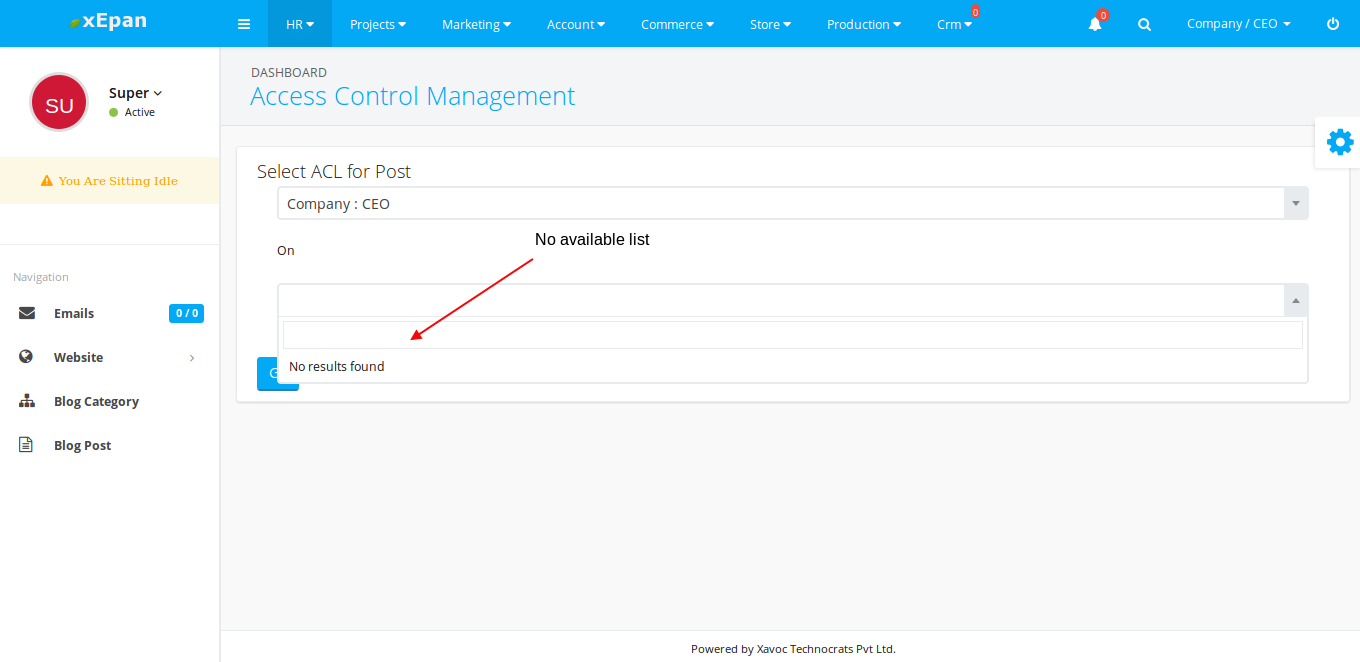 xEpan
HR
Projects
Marketing
Account
Commerce
Store
Production
Crm
0
0
Company / CEO
SU
Super
Active
You Are Sitting Idle
Navigation
Emails
0 / 0
Website
Blog Category
Blog Post
DASHBOARD
Access Control Management
Select ACL for Post
Company : CEO
No available list
On
No results found
G
Powered by Xavoc Technocrats Pvt Ltd.